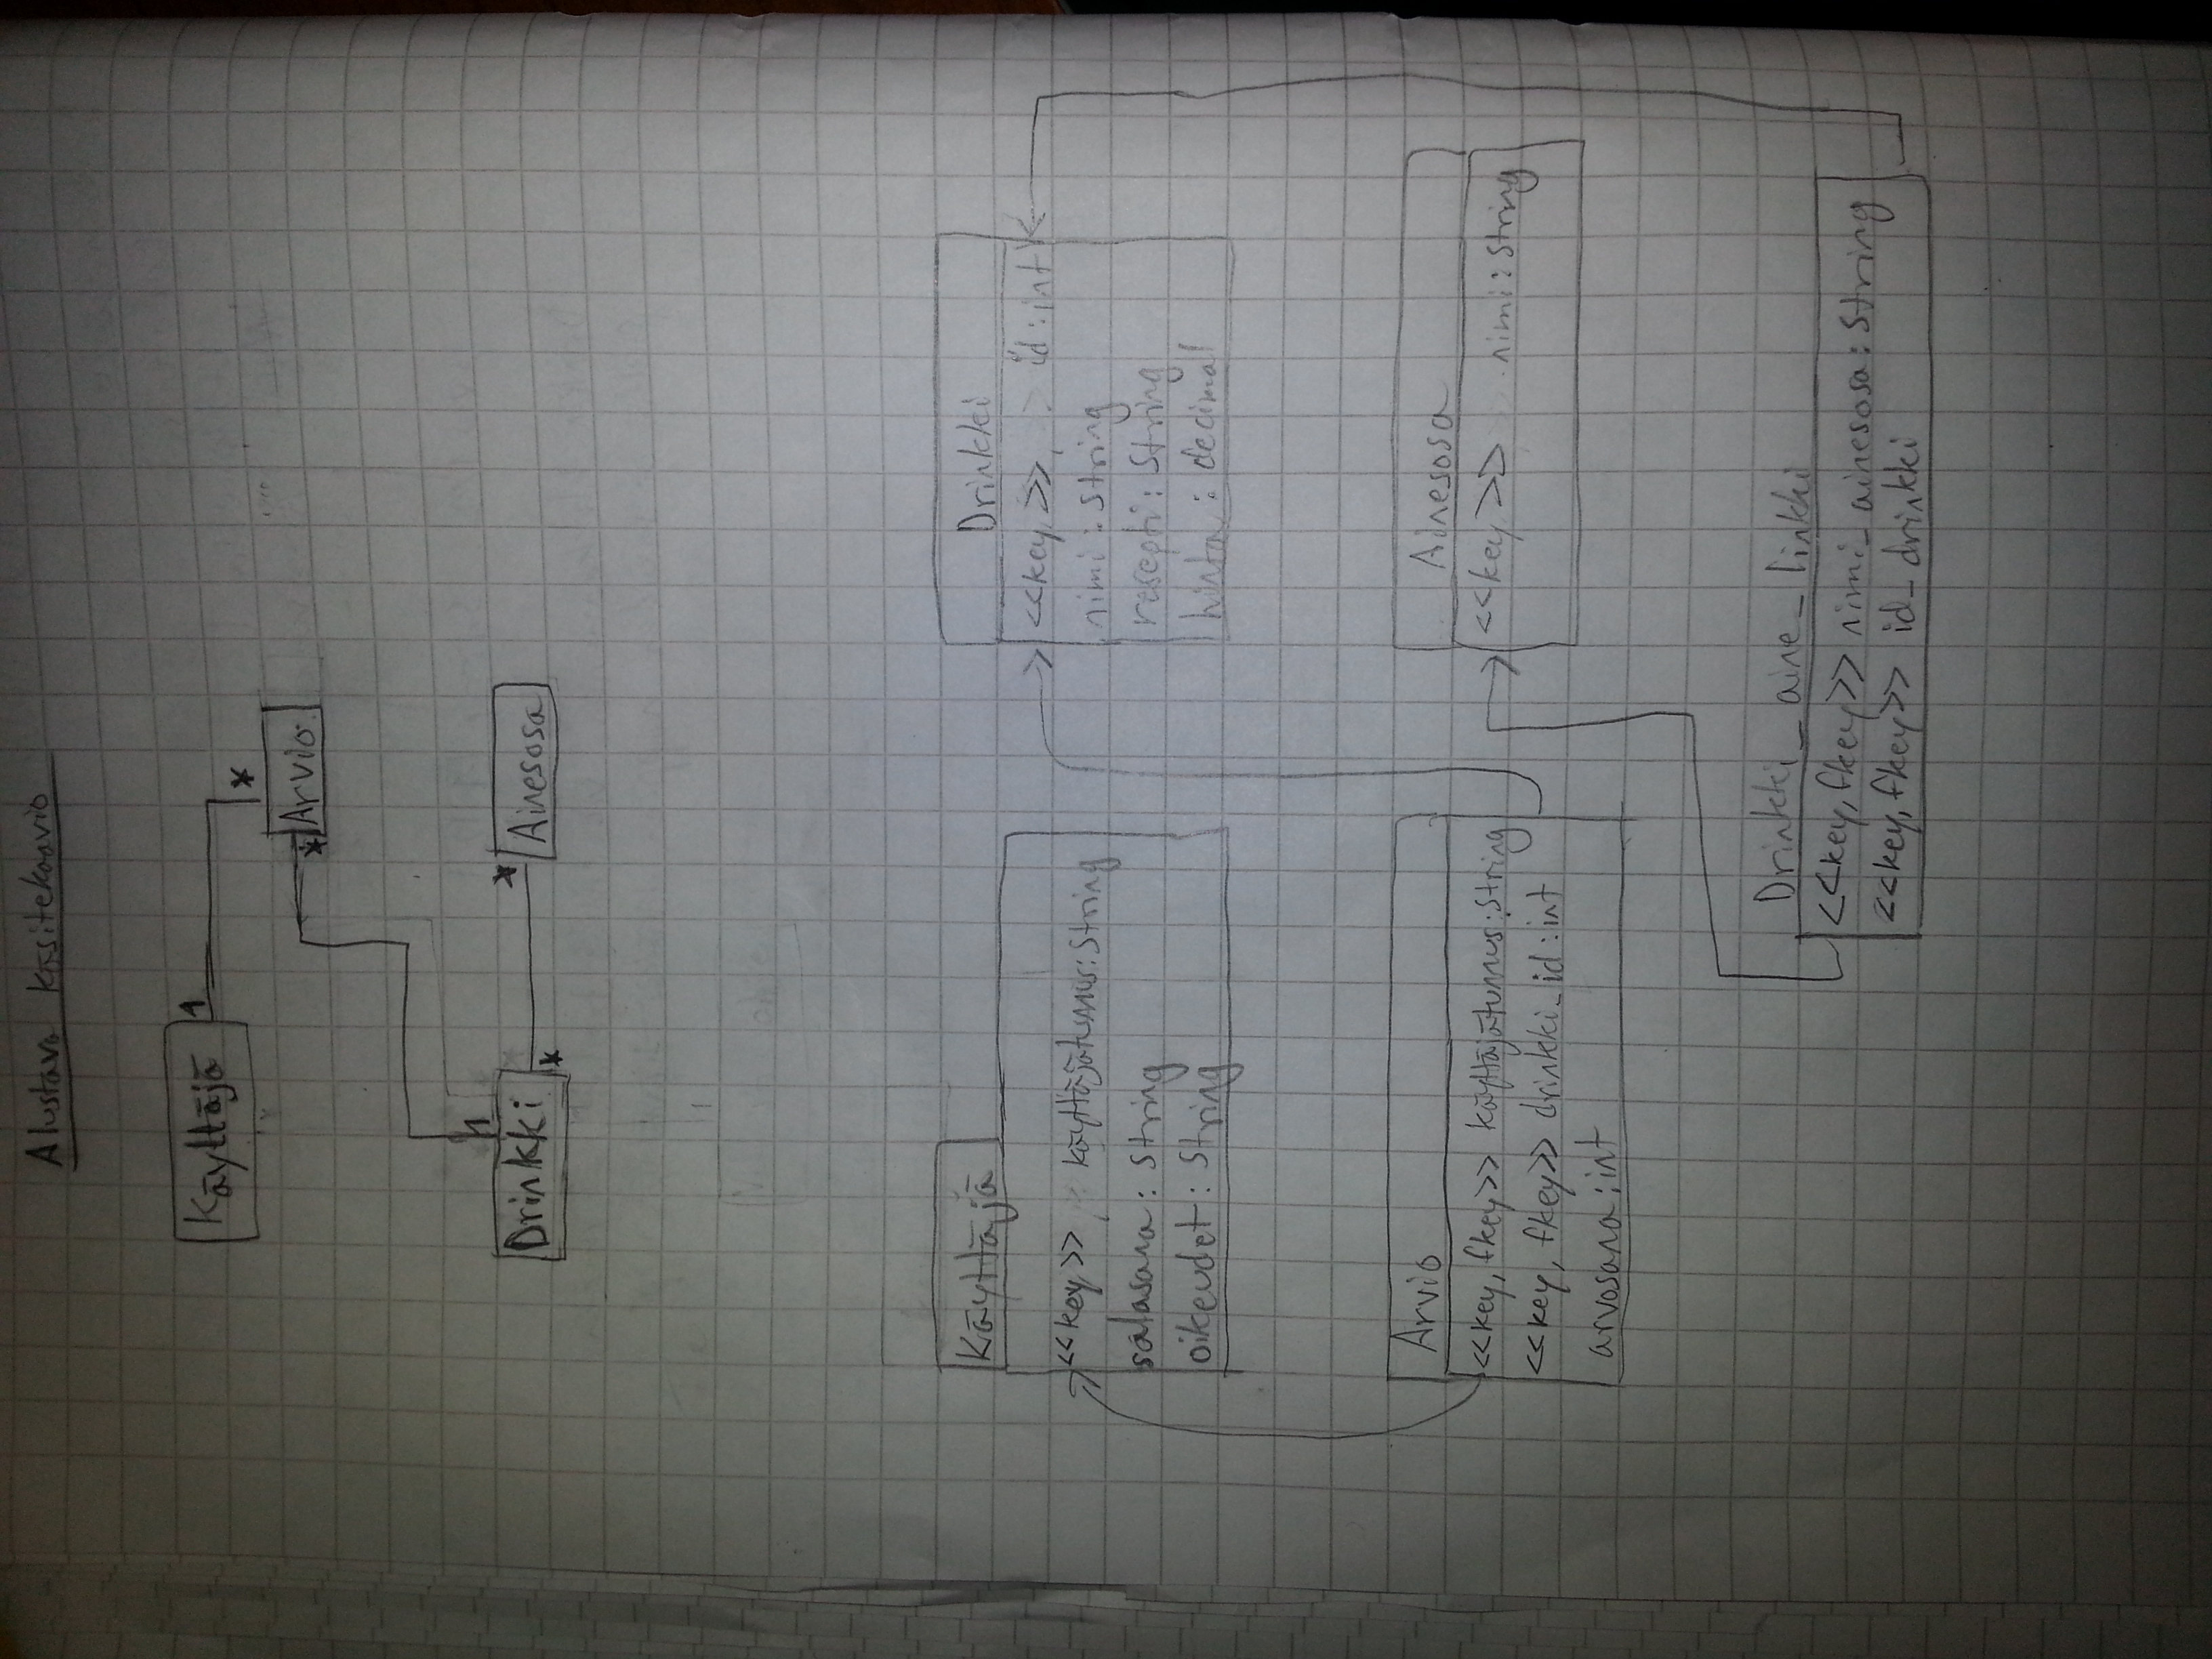 Alustava käsitekaavio
Käyttäjä
1
*
Arvio
*
1
Drinkki
*
*
Ainesosa
Käyttäjä
<<key>> käyttäjätunnus:String
salasana: String
oikeudet: String
Drinkki
<<key>> id:int
nimi: String
resepti: String
hinta: decimal
Arvio
<<key, fkey>> käyttäjätunnus:String
<<key, fkey>> drinkki_id:int
arvosana:int
Ainesosa
<<key>> nimi:String
Drinkki_aine_linkki
<<key, fkey>> nimi_ainesosa:String
<<key, fkey>> id_drinkki